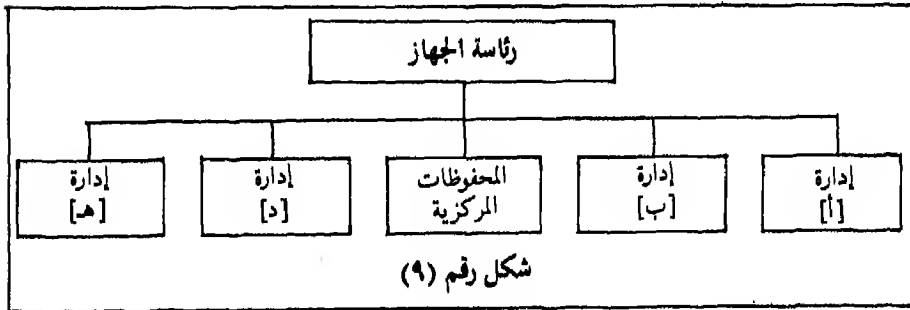 رئاسة الجهاز
إدارة
[أ]
إدارة
[ب]
المحفوظات
المركزية
إدارة
[د]
إدارة
[هـ]
شكل رقم (٩)